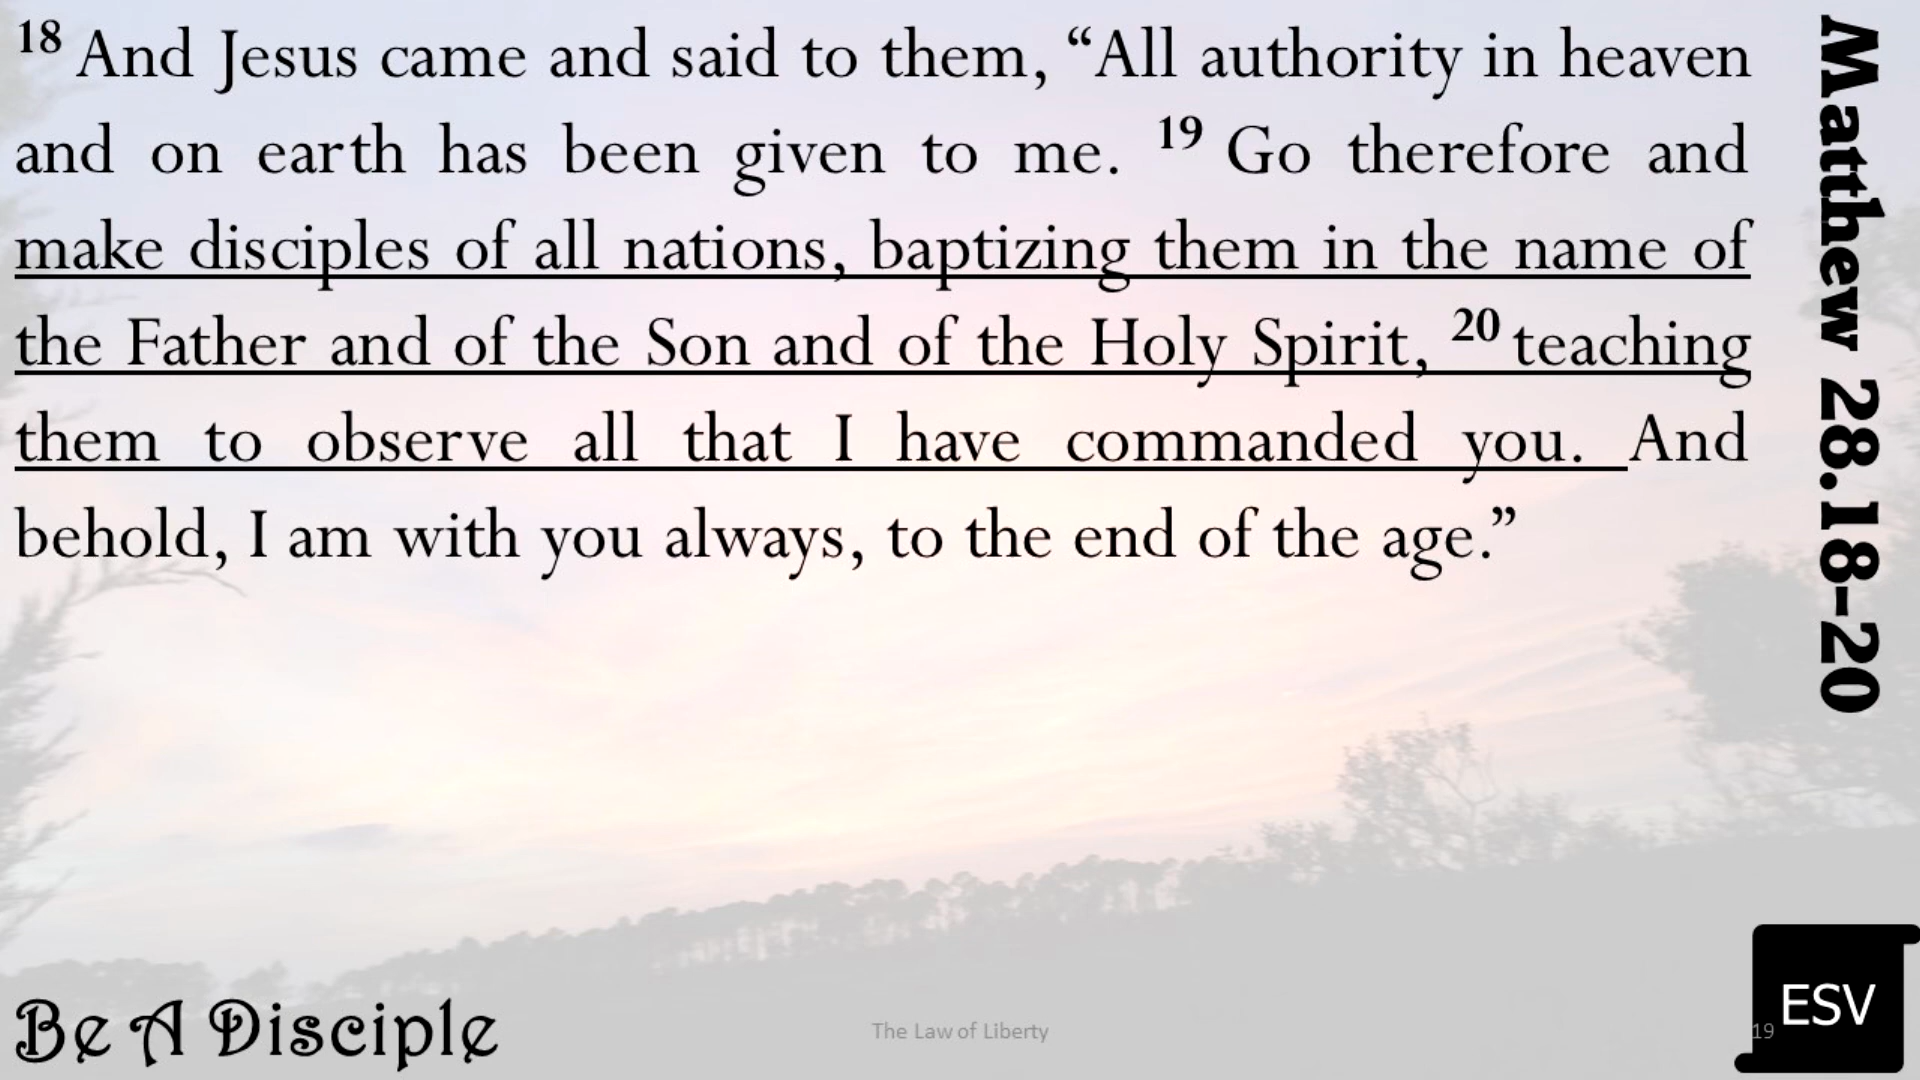 18 And Jesus came and said to them, “All authority in heaven
and on earth has been given to me. 19 Go therefore and
make disciples of all nations, baptizing them in the name of
the Father and of the Son and of the Holy Spirit, 20 teaching
them to observe all that I have commanded you. And
behold, I am with you always, to the end of the age.”
Matthew 28.18-20
Be A Disciple
The Law of Liberty
19
ESV